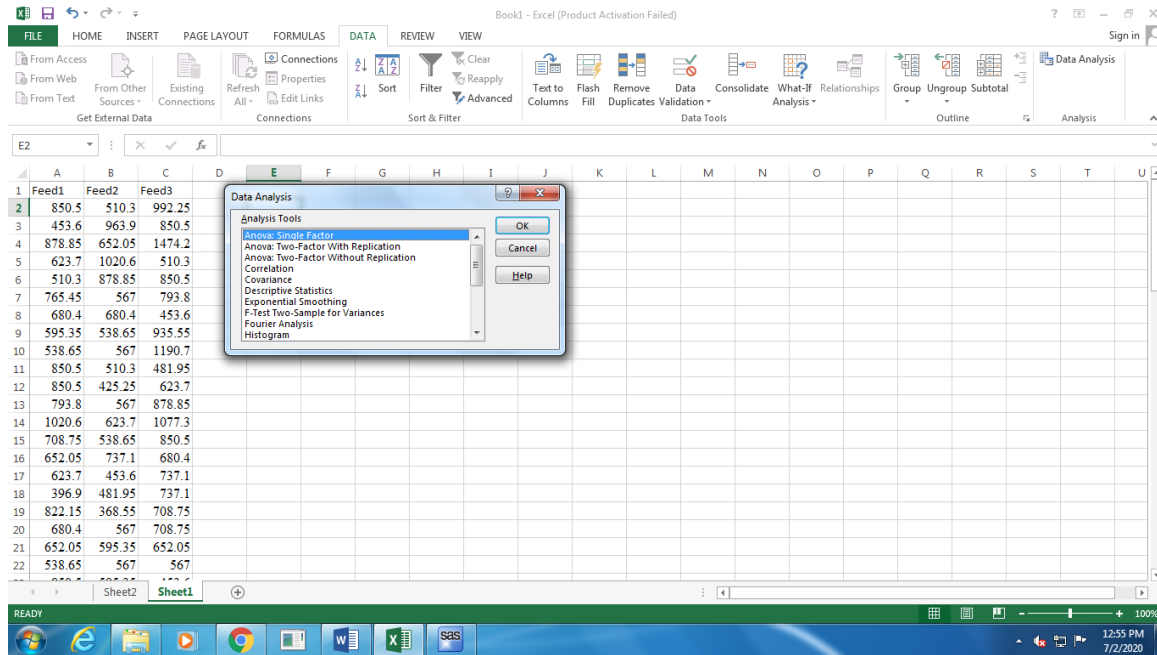 Book1 - Excel (Product Activation Failed)
FILE HOME INSERT PAGE LAYOUT FORMULAS DATA REVIEW VIEW Sign in
From Access
From Web
From Text
From Other Sources
Existing Connections
Get External Data
Refresh All
Connections
Properties
Edit Links
Connections
Sort
Filter
Clear
Reapply
Advanced
Sort & Filter
Text to Columns
Flash Fill
Remove Duplicates
Data Validation
Consolidate
What-If Analysis
Relationships
Data Tools
Group
Ungroup
Subtotal
Outline
Data Analysis
Analysis
E2
fx
A B C D E F G H I J K L M N O P Q R S T U
1 Feed1 Feed2 Feed3
2 850.5 510.3 992.25
3 453.6 963.9 850.5
4 878.85 652.05 1474.2
5 623.7 1020.6 510.3
6 510.3 878.85 850.5
7 765.45 567 793.8
8 680.4 680.4 453.6
9 595.35 538.65 935.55
10 538.65 567 1190.7
11 850.5 510.3 481.95
12 850.5 425.25 623.7
13 793.8 567 878.85
14 1020.6 623.7 1077.3
15 708.75 538.65 850.5
16 652.05 737.1 680.4
17 623.7 453.6 737.1
18 396.9 481.95 737.1
19 822.15 368.55 708.75
20 680.4 567 708.75
21 652.05 595.35 652.05
22 538.65 567 567
Data Analysis
Analysis Tools
Anova: Single Factor
Anova: Two-Factor With Replication
Anova: Two-Factor Without Replication
Correlation
Covariance
Descriptive Statistics
Exponential Smoothing
F-Test Two-Sample for Variances
Fourier Analysis
Histogram
OK
Cancel
Help
Sheet2 Sheet1
READY
100%
sas
12:55 PM
7/2/2020